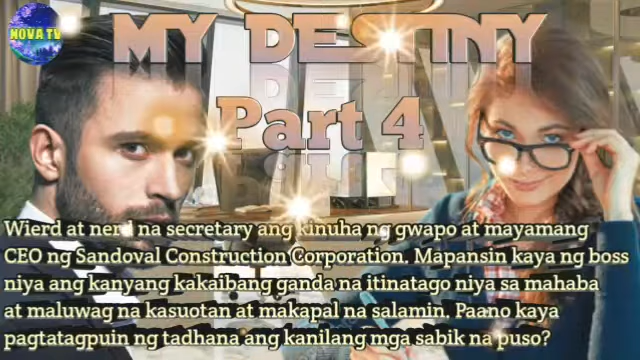 NOVA TV
MY DESTINY
Part 4
Wierd at nerd na secretary ang kinuha ng gwapo at mayamang
CEO ng Sandoval Construction Corporation. Mapansin kaya ng boss
niya ang kanyang kakaibang ganda na itinatago niya sa mahaba
at maluwag na kasuotan at makapal na salamin. Paano kaya
pagtatagpuin ng tadhana ang kanilang mga sabik na puso?